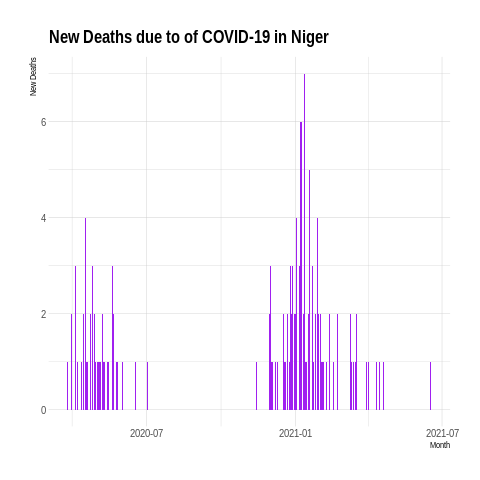 New Deaths due to of COVID-19 in Niger
New Deaths
6
4
2
0
2020-07
2021-01
2021-07
Month